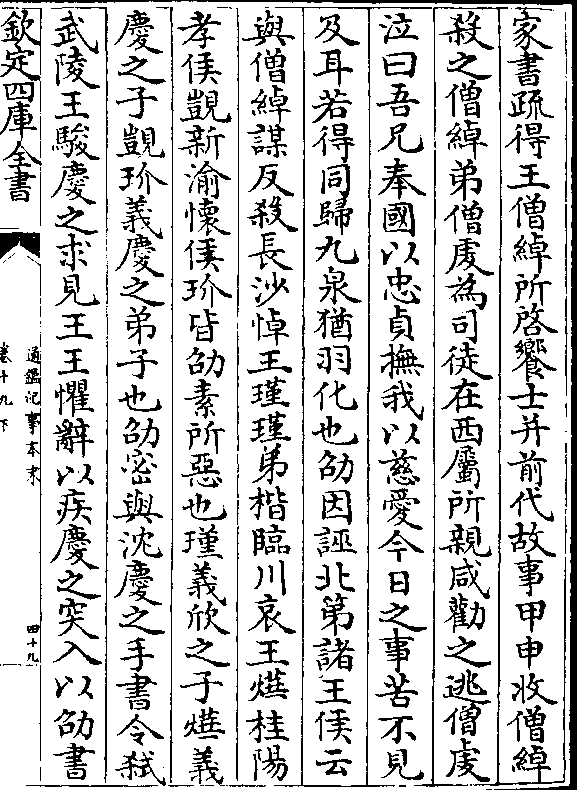 家書疏得王僧綽所啓饗士并前代故事甲申收僧綽
殺之僧綽弟僧虔為司徒在西屬所親咸勸之逃僧虔
泣曰吾兄奉國以忠貞撫我以慈愛今日之事苦不見
及耳若得同歸九泉猶羽化也劭因誣北第諸王侯云
與僧綽謀反殺長沙悼王瑾瑾弟楷臨川哀王燁桂陽
孝侯覬新渝懷侯玠皆劭素所惡也瑾義欣之子燁義
慶之子覬玠義慶之弟子也劭密與沈慶之手書令弑
武陵王駿慶之求見王王懼辭以疾慶之突入以劭書
欽定四庫全書
通鑑紀事本末
卷十九下
四十九